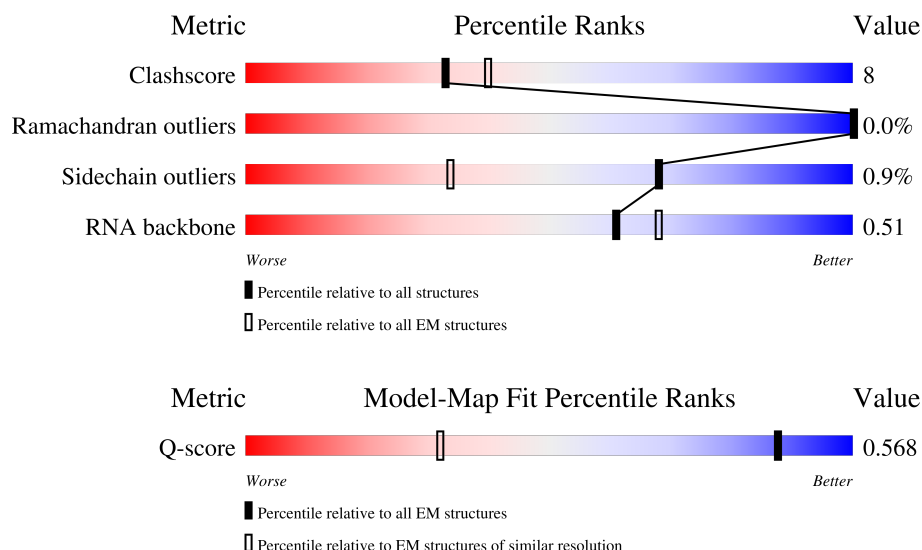 Metric Percentile Ranks Value
Clashscore 8
Ramachandran outliers 0.0%
Sidechain outliers 0.9%
RNA backbone 0.51
Worse Better
Percentile relative to all structures
Percentile relative to all EM structures
Metric Model-Map Fit Percentile Ranks Value
Q-score 0.568
Worse Better
Percentile relative to all EM structures
Percentile relative to EM structures of similar resolution